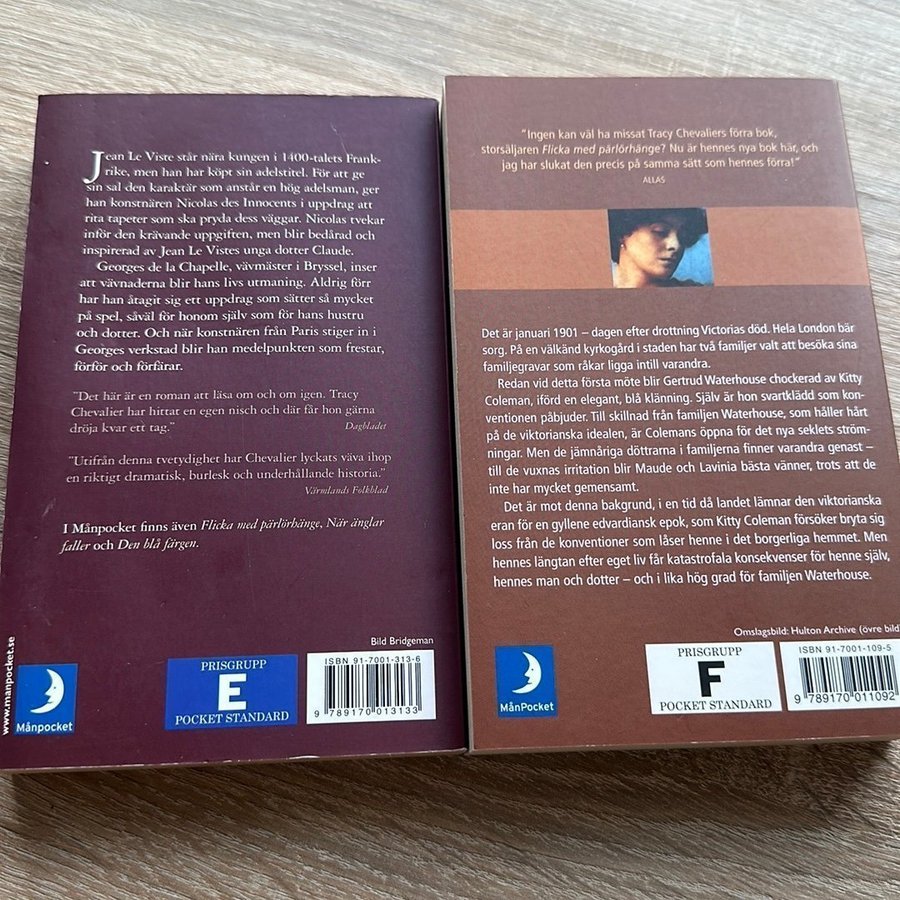 Jean Le Viste står nära kungen i 1400-talets Frank-
rike, men han har köpt sin adelstitel. För att ge
sin sal den karaktär som anstår en hög adelsman, ger
han konstnären Nicolas des Innocents i uppdrag att
rita tapeter som ska pryda dess väggar. Nicolas tvekar
inför den krävande uppgiften, men blir bedårad och
inspirerad av Jean Le Vistes unga dotter Claude.
Georges de la Chapelle, vävmäster i Bryssel, inser
att vävnaderna blir hans livs utmaning. Aldrig förr
har han åtagit sig ett uppdrag som sätter så mycket
på spel, såväl för honom själv som för hans hustru
och dotter. Och när konstnären från Paris stiger in i
Georges verkstad blir han medelpunkten som frestar,
förför och förfärar.
"Det här är en roman att läsa om och om igen. Tracy
Chevalier har hittat en egen nisch och där får hon gärna
dröja kvar ett tag."
Dagbladet
"Utifrån denna tvetydighet har Chevalier lyckats väva ihop
en riktigt dramatisk, burlesk och underhållande historia."
Värmlands Folkblad
I Månpocket finns även Flicka med pärlörhänge, När änglar
faller och Den blå färgen.
Bild Bridgeman
www.manpocket.se
Månpocket
PRISGRUPP
E
POCKET STANDARD
ISBN 91-7001-313-6
9 789170 013133
"Ingen kan väl ha missat Tracy Chevaliers förra bok,
storsäljaren Flicka med pärlörhänge? Nu är hennes nya bok här, och
jag har slukat den precis på samma sätt som hennes förra!"
ALLAS
Det är januari 1901 – dagen efter drottning Victorias död. Hela London bär
sorg. På en välkänd kyrkogård i staden har två familjer valt att besöka sina
familjegravar som råkar ligga intill varandra.
Redan vid detta första möte blir Gertrud Waterhouse chockerad av Kitty
Coleman, iförd en elegant, blå klänning. Själv är hon svartklädd som kon-
ventionen påbjuder. Till skillnad från familjen Waterhouse, som håller hårt
på de viktorianska idealen, är Colemans öppna för det nya seklets ström-
ningar. Men de jämnåriga döttrarna i familjerna finner varandra genast –
till de vuxnas irritation blir Maude och Lavinia bästa vänner, trots att de
inte har mycket gemensamt.
Det är mot denna bakgrund, i en tid då landet lämnar den viktorianska
eran för en gyllene edvardiansk epok, som Kitty Coleman försöker bryta sig
loss från de konventioner som låser henne i det borgerliga hemmet. Men
hennes längtan efter eget liv får katastrofala konsekvenser för henne själv,
hennes man och dotter – och i lika hög grad för familjen Waterhouse.
Omslagsbild: Hulton Archive (övre bild)
MånPocket
PRISGRUPP
F
POCKET STANDARD
ISBN 91-7001-109-5
9 789170 011092